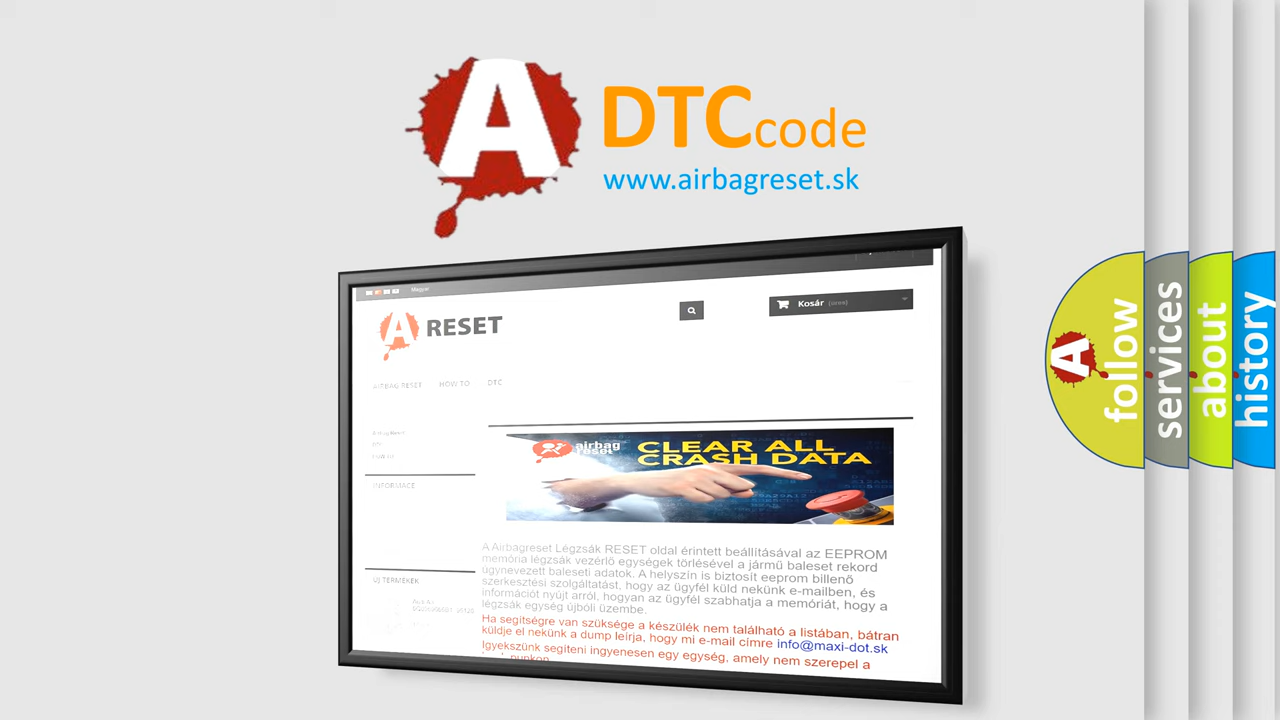 A
DTC code
www.airbagreset.sk
Magyar
A RESET
Kosár (üres)
AIRBAG RESET HOW TO DTC
INFORMACE
airbag
reset
CLEAR ALL
CRASH DATA
A Airbagreset Légzsák RESET oldal érintett beállításával az EEPROM
memória légzsák vezérlő egységek törlésével a jármű baleset rekord
úgynevezett baleseti adatok. A helyszín is biztosít eeprom billenő
szerkesztési szolgáltatást, hogy az ügyfél küld nekünk e-mailben, és
információt nyújt arról, hogyan az ügyfél szabhatja a memóriát, hogy a
légzsák egység újbóli üzembe.
Ha segítségre van szüksége a készülék nem található a listában, bátran
küldje el nekünk a dump leírja, hogy mi e-mail címre info@maxi-dot.sk
Igyekszünk segíteni ingyenesen egy egység, amely nem szerepel a
ÚJ TERMÉKEK
A
follow
services
about
history